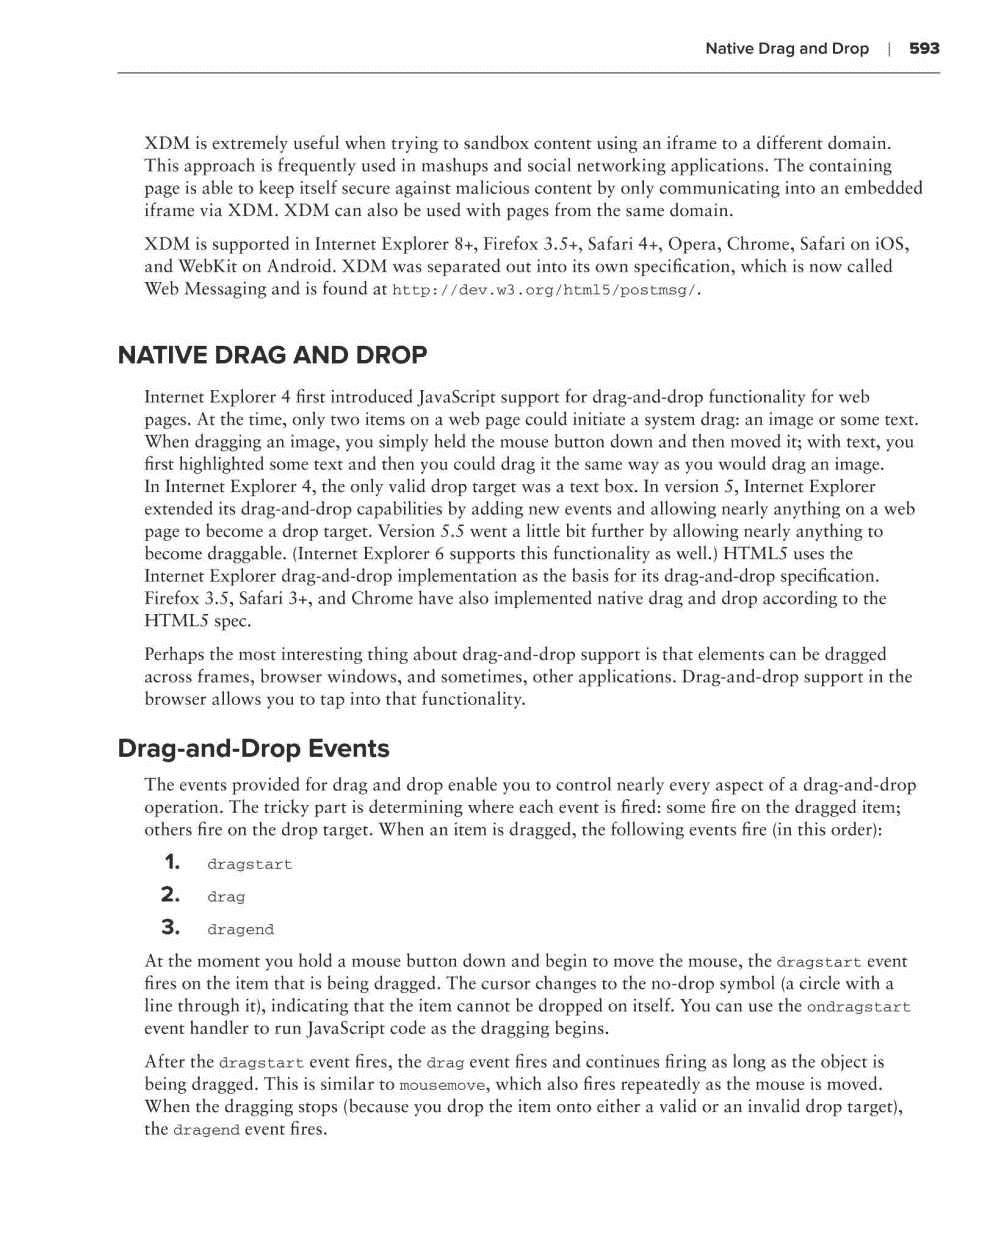 Native Drag and Drop | 593
XDM is extremely useful when trying to sandbox content using an iframe to a different domain.
This approach is frequently used in mashups and social networking applications. The containing
page is able to keep itself secure against malicious content by only communicating into an embedded
iframe via XDM. XDM can also be used with pages from the same domain.
XDM is supported in Internet Explorer 8+, Firefox 3.5+, Safari 4+, Opera, Chrome, Safari on iOS,
and WebKit on Android. XDM was separated out into its own specification, which is now called
Web Messaging and is found at http://dev.w3.org/html5/postmsg/.
NATIVE DRAG AND DROP
Internet Explorer 4 first introduced JavaScript support for drag-and-drop functionality for web
pages. At the time, only two items on a web page could initiate a system drag: an image or some text.
When dragging an image, you simply held the mouse button down and then moved it; with text, you
first highlighted some text and then you could drag it the same way as you would drag an image.
In Internet Explorer 4, the only valid drop target was a text box. In version 5, Internet Explorer
extended its drag-and-drop capabilities by adding new events and allowing nearly anything on a web
page to become a drop target. Version 5.5 went a little bit further by allowing nearly anything to
become draggable. (Internet Explorer 6 supports this functionality as well.) HTML5 uses the
Internet Explorer drag-and-drop implementation as the basis for its drag-and-drop specification.
Firefox 3.5, Safari 3+, and Chrome have also implemented native drag and drop according to the
HTML5 spec.
Perhaps the most interesting thing about drag-and-drop support is that elements can be dragged
across frames, browser windows, and sometimes, other applications. Drag-and-drop support in the
browser allows you to tap into that functionality.
Drag-and-Drop Events
The events provided for drag and drop enable you to control nearly every aspect of a drag-and-drop
operation. The tricky part is determining where each event is fired: some fire on the dragged item;
others fire on the drop target. When an item is dragged, the following events fire (in this order):
1. dragstart
2. drag
3. dragend
At the moment you hold a mouse button down and begin to move the mouse, the dragstart event
fires on the item that is being dragged. The cursor changes to the no-drop symbol (a circle with a
line through it), indicating that the item cannot be dropped on itself. You can use the ondragstart
event handler to run JavaScript code as the dragging begins.
After the dragstart event fires, the drag event fires and continues firing as long as the object is
being dragged. This is similar to mousemove, which also fires repeatedly as the mouse is moved.
When the dragging stops (because you drop the item onto either a valid or an invalid drop target),
the dragend event fires.